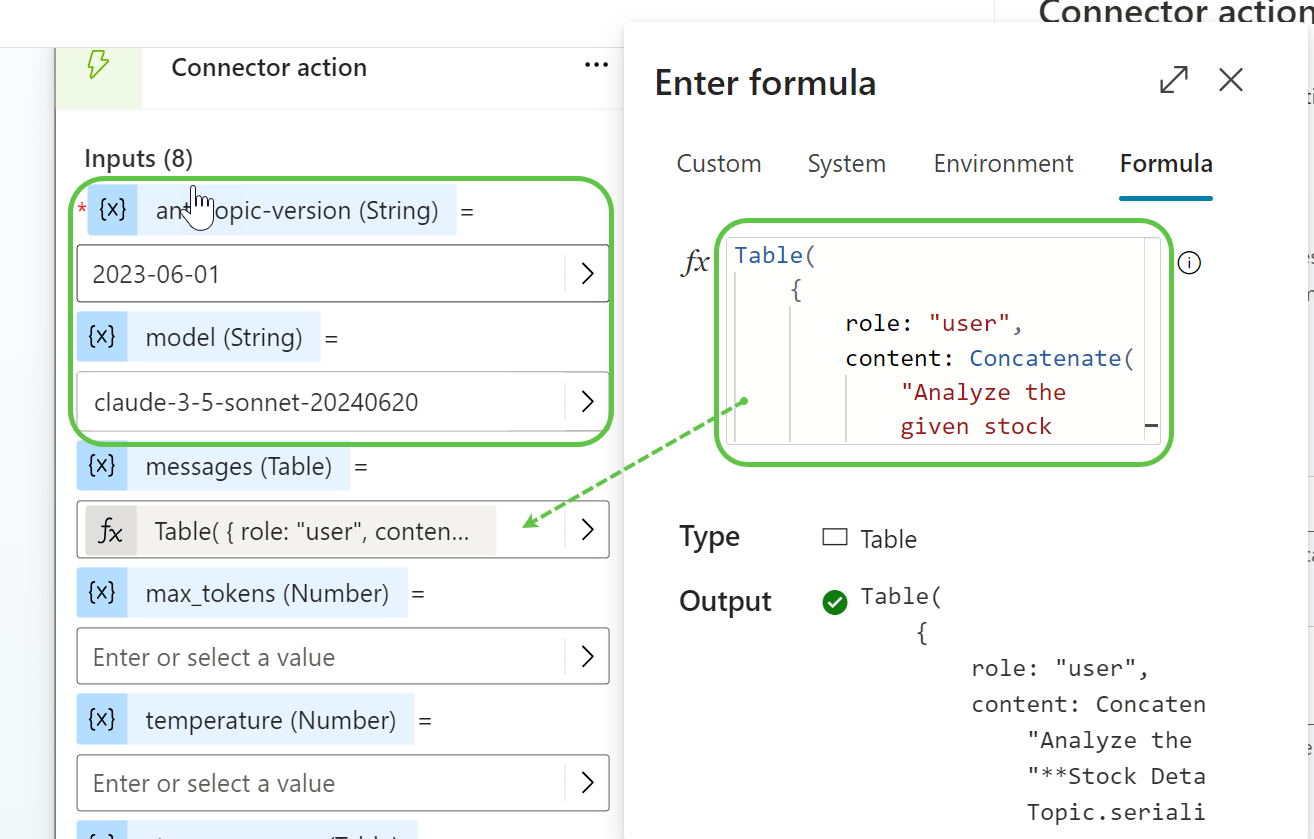 Connector action
Connector action
...
Enter formula
Inputs (8)
Custom
System
Environment
Formula
* {x} an opic-version (String) =
2023-06-01
{x} model (String) =
claude-3-5-sonnet-20240620
{x} messages (Table) =
fx Table( { role: "user", conten...
{x} max_tokens (Number) =
Enter or select a value
{x} temperature (Number) =
Enter or select a value
{x}
fx
Table(
{
role: "user",
content: Concatenate(
"Analyze the
given stock
Type
Table
Output
Table(
{
role: "user",
content: Concaten
"Analyze the
"**Stock Deta
Topic.seriali